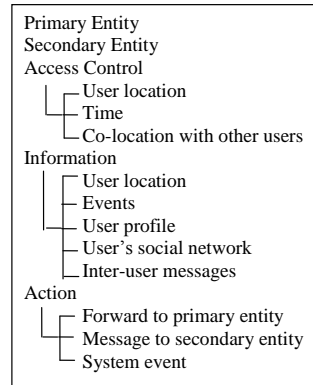 Primary Entity
Secondary Entity
Access Control
User location
Time
Co-location with other users
Information
User location
Events
User profile
User's social network
Inter-user messages
Action
Forward to primary entity
Message to secondary entity
System event